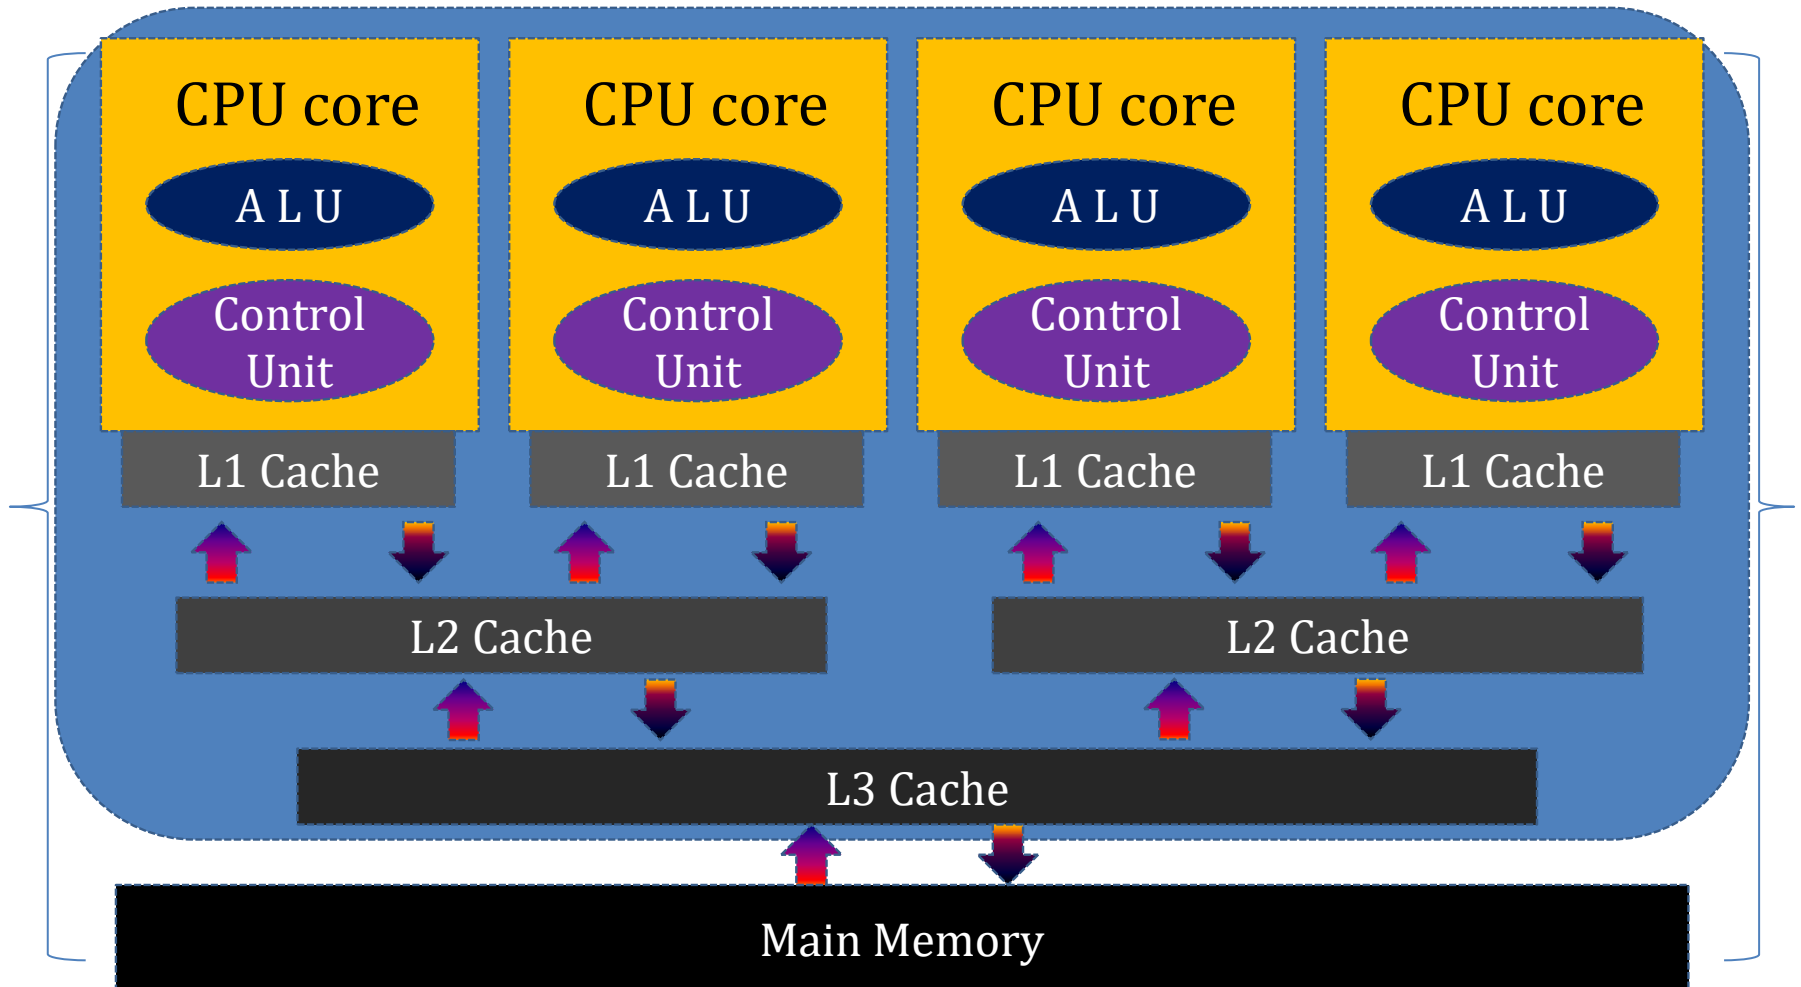 CPU core
CPU core
CPU core
CPU core
A L U
A L U
A L U
A L U
Control
Unit
Control
Unit
Control
Unit
Control
Unit
L1 Cache
L1 Cache
L1 Cache
L1 Cache
L2 Cache
L2 Cache
L3 Cache
Main Memory